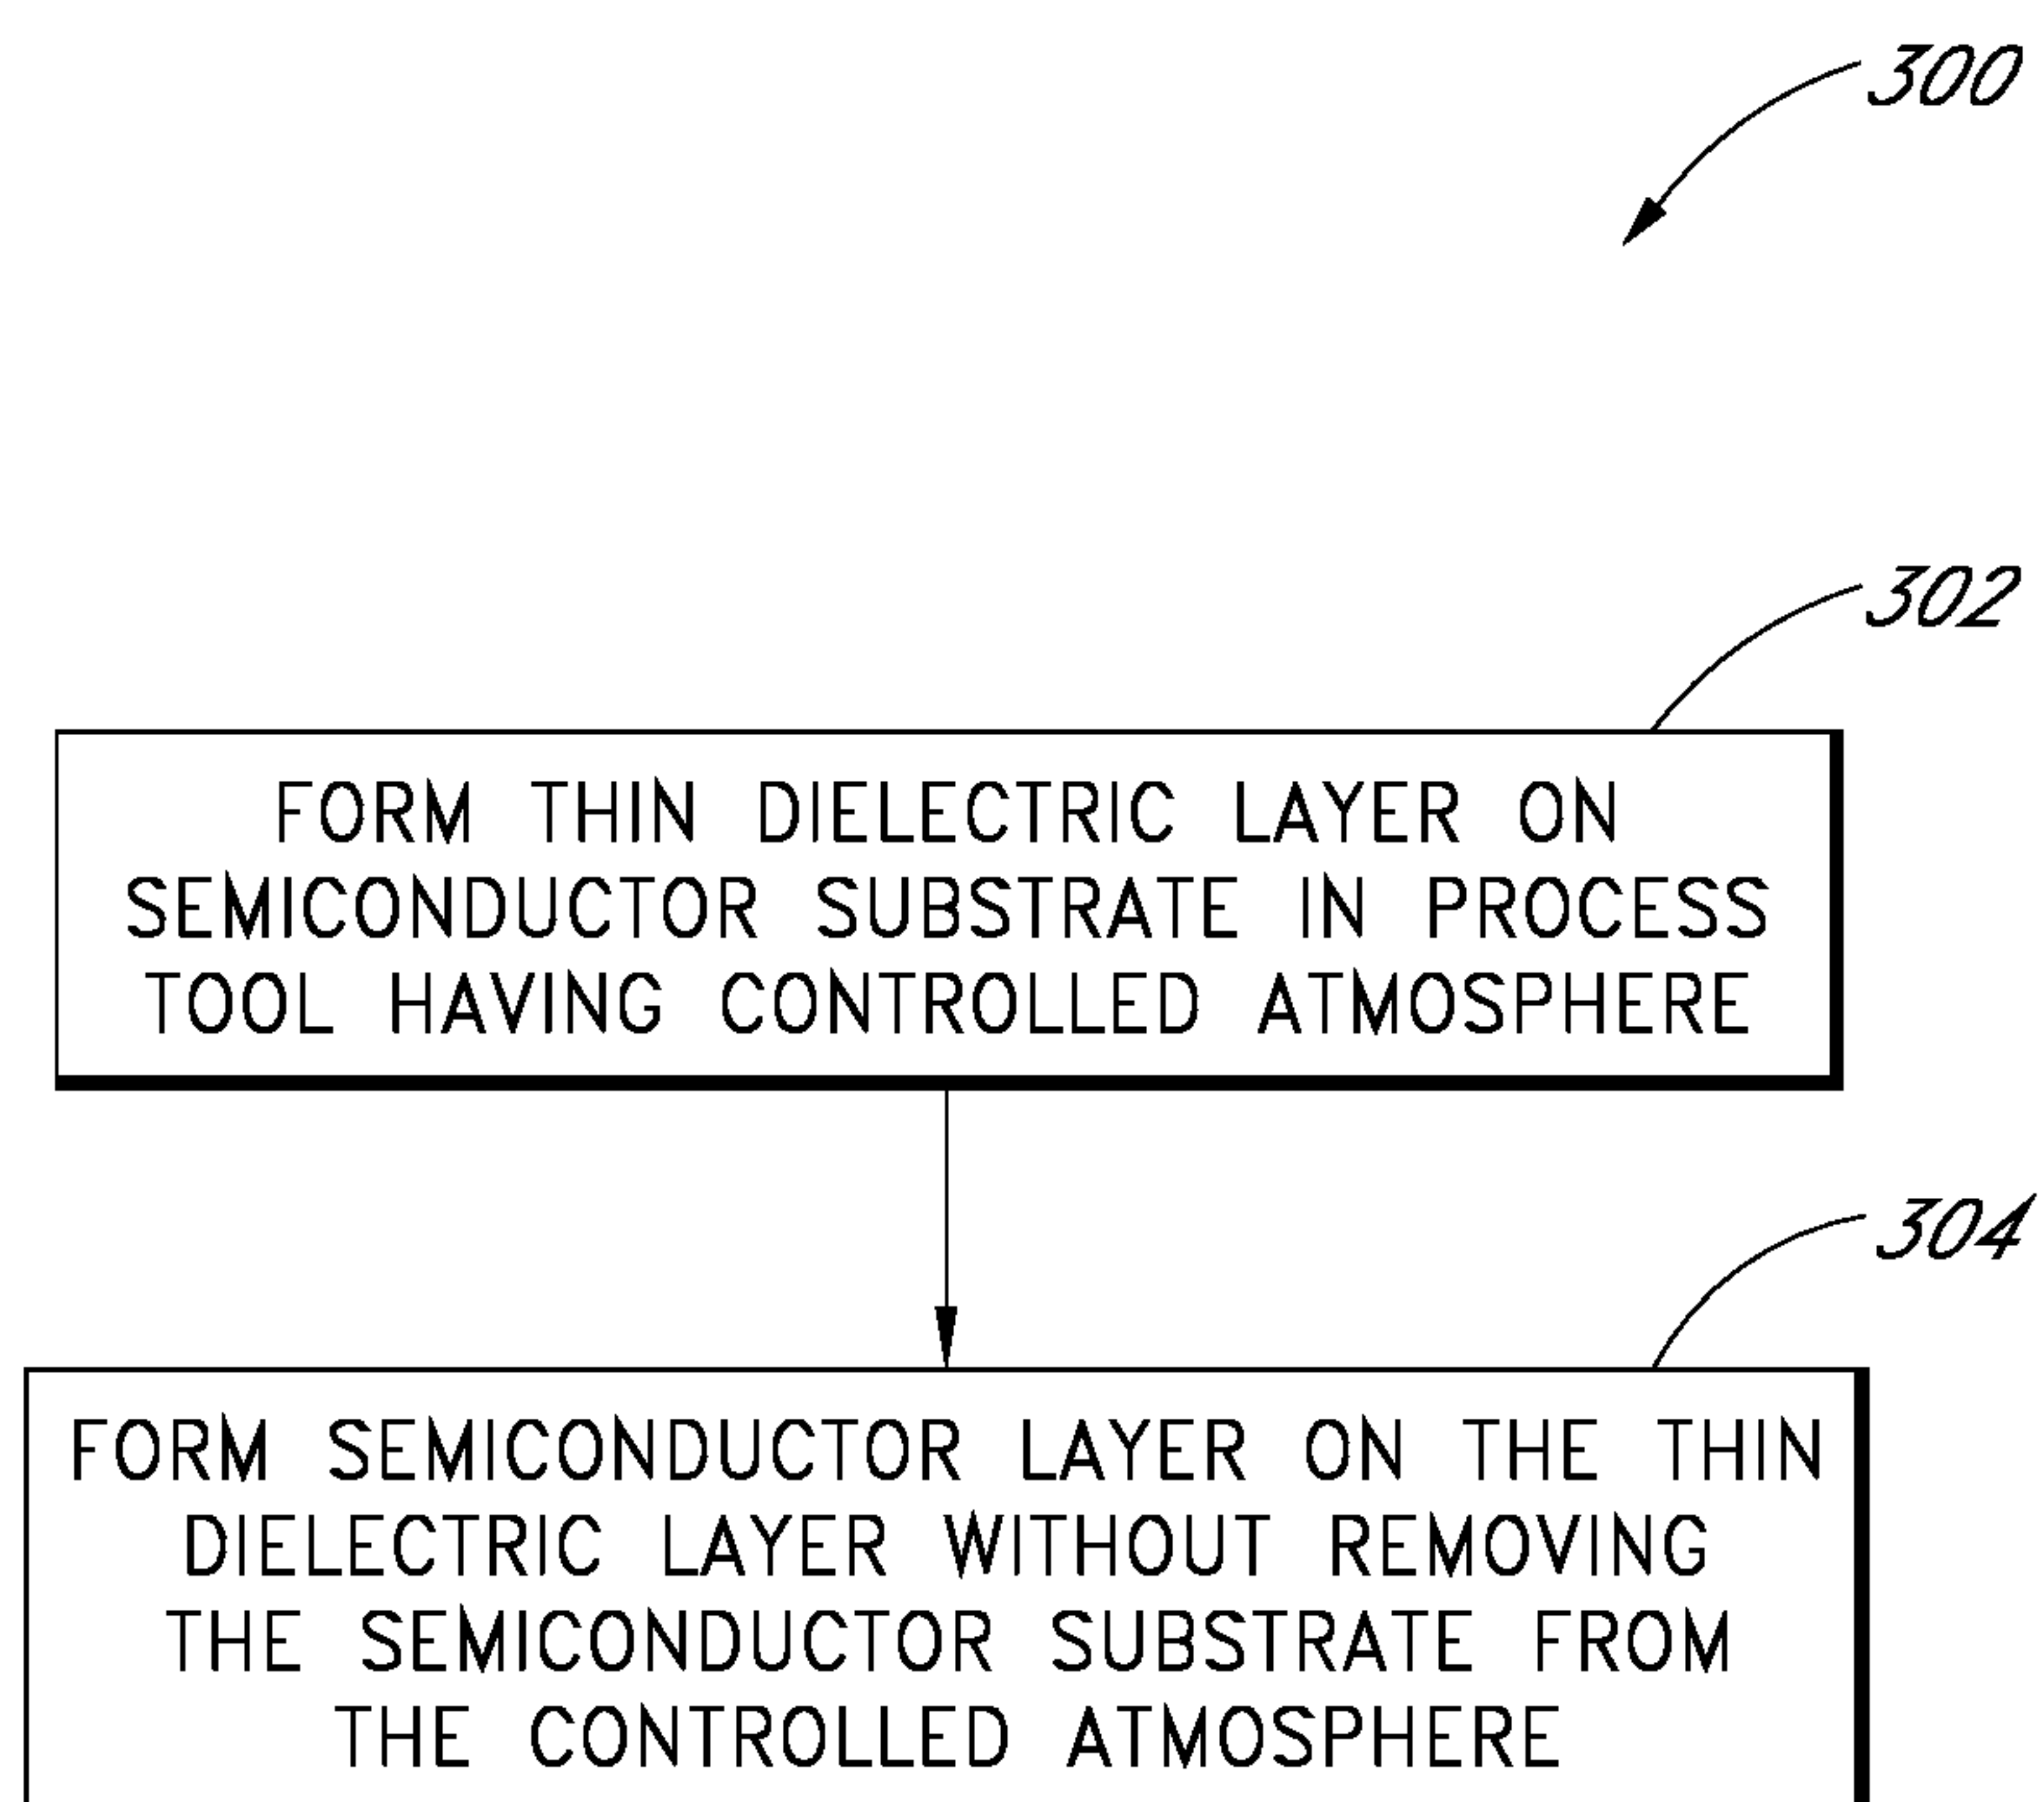 300
302
FORM THIN DIELECTRIC LAYER ON
SEMICONDUCTOR SUBSTRATE IN PROCESS
TOOL HAVING CONTROLLED ATMOSPHERE
304
FORM SEMICONDUCTOR LAYER ON THE THIN
DIELECTRIC LAYER WITHOUT REMOVING
THE SEMICONDUCTOR SUBSTRATE FROM
THE CONTROLLED ATMOSPHERE